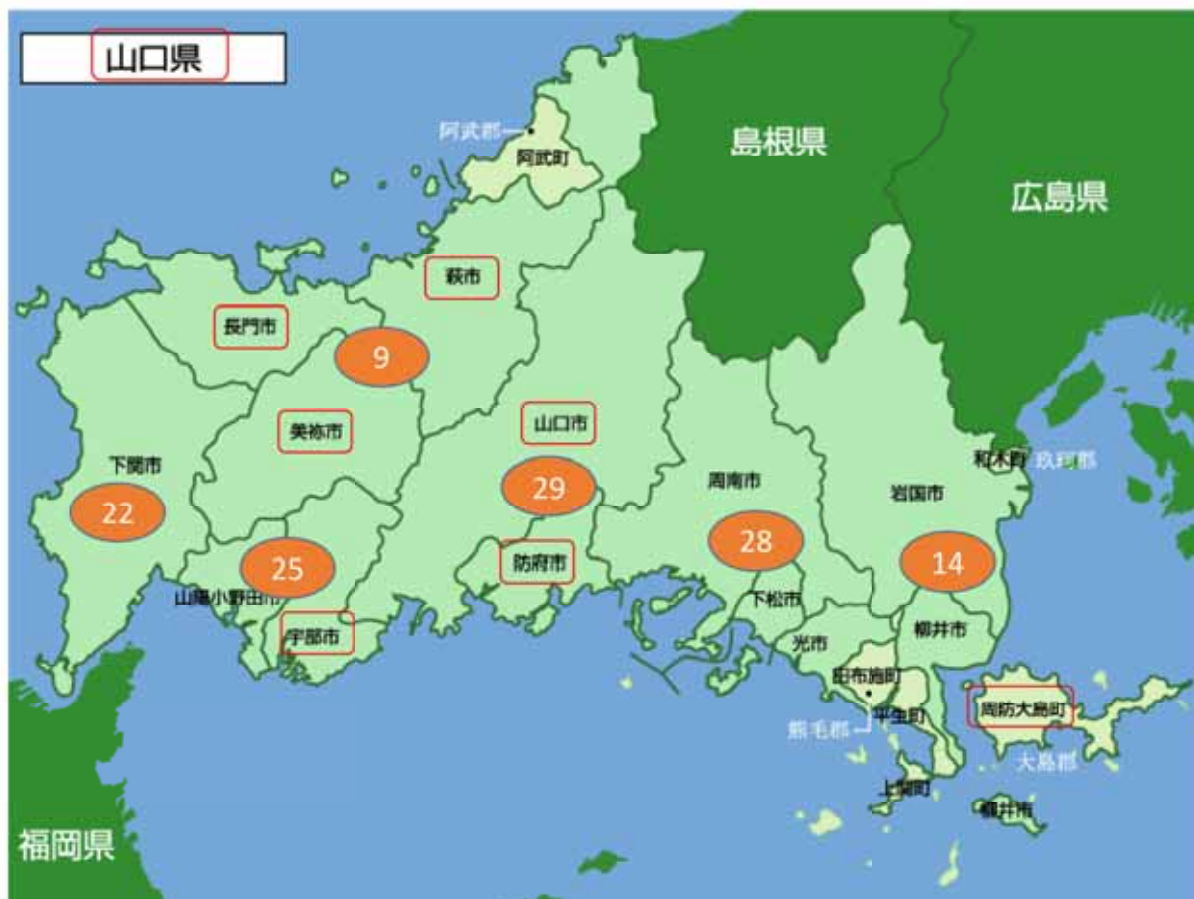 山口県
島根県
広島県
阿武郡
阿武町
萩市
長門市
9
美祢市
山口市
下関市
22
29
周南市
岩国市
和木町
玖珂郡
25
28
14
防府市
山陽小野田市
宇部市
下松市
光市
柳井市
田布施町
平生町
熊毛郡
周防大島町
大島郡
上関町
柳井市
福岡県